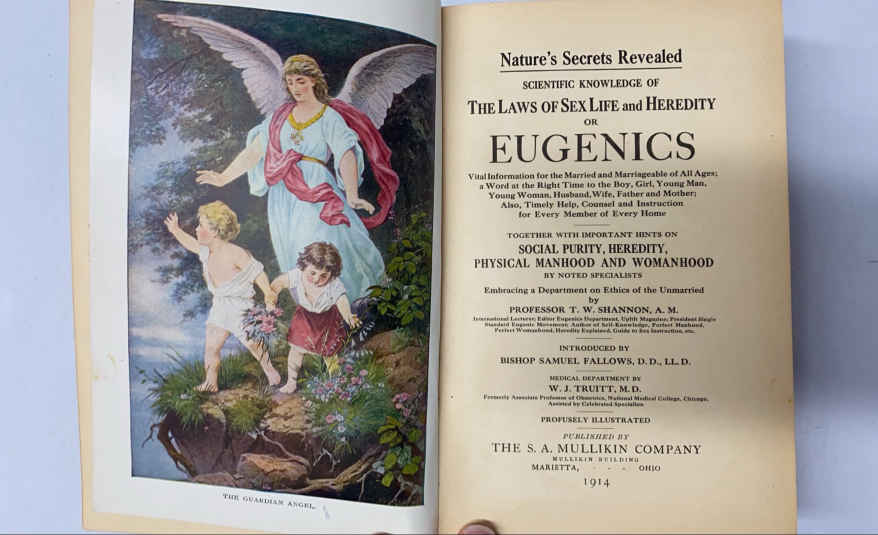 THE GUARDIAN ANGEL.
Nature's Secrets Revealed
SCIENTIFIC KNOWLEDGE OF
THE LAWS OF SEX LIFE and HEREDITY
OR
EUGENICS
Vital Information for the Married and Marriageable of All Ages;
a Word at the Right Time to the Boy, Girl, Young Man,
Young Woman, Husband, Wife, Father and Mother;
Also, Timely Help, Counsel and Instruction
for Every Member of Every Home
TOGETHER WITH IMPORTANT HINTS ON
SOCIAL PURITY, HEREDITY,
PHYSICAL MANHOOD AND WOMANHOOD
BY NOTED SPECIALISTS
Embracing a Department on Ethics of the Unmarried
by
PROFESSOR T. W. SHANNON, A. M.
International Lecturer; Editor Eugenics Department, Uplift Magazine; President Single
Standard Eugenic Movement; Author of Self-Knowledge, Perfect Manhood,
Perfect Womanhood, Heredity Explained, Guide to Sex Instruction, etc.
INTRODUCED BY
BISHOP SAMUEL FALLOWS, D. D., LL. D.
MEDICAL DEPARTMENT BY
W. J. TRUITT, M. D.
Formerly Associate Professor of Obstetrics, National Medical College, Chicago.
Assisted by Celebrated Specialists
PROFUSELY ILLUSTRATED
PUBLISHED BY
THE S. A. MULLIKIN COMPANY
MULLIKIN BUILDING
MARIETTA, - - - OHIO
1914